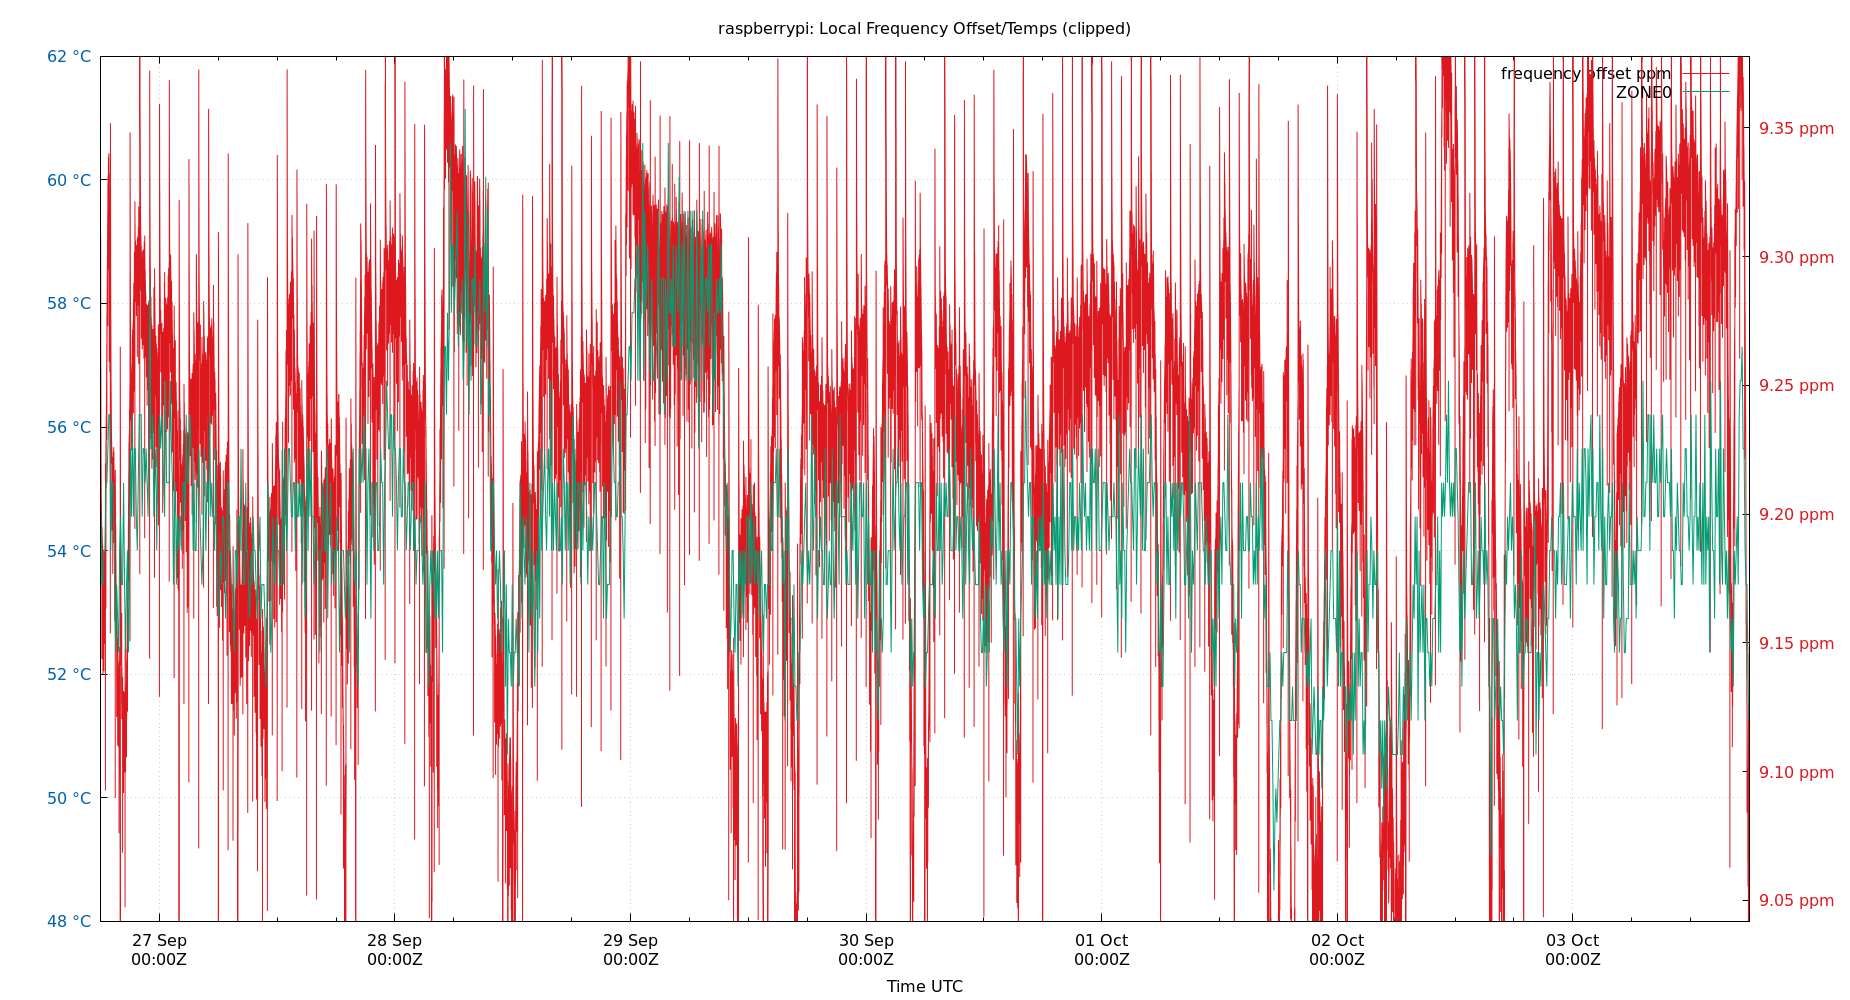 raspberrypi: Local Frequency Offset/Temps (clipped)
62 °C
60 °C
58 °C
56 °C
54 °C
52 °C
50 °C
48 °C
frequency offset ppm
ZONE0
9.35 ppm
9.30 ppm
9.25 ppm
9.20 ppm
9.15 ppm
9.10 ppm
9.05 ppm
27 Sep
00:00Z
28 Sep
00:00Z
29 Sep
00:00Z
30 Sep
00:00Z
01 Oct
00:00Z
02 Oct
00:00Z
03 Oct
00:00Z
Time UTC